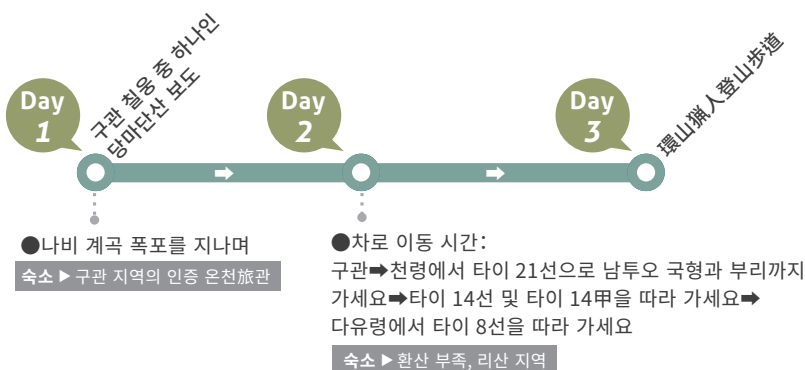 Day
1
구관 칠웅 중 하나인
당마단산 보도
●나비 계곡 폭포를 지나며
숙소 ▶ 구관 지역의 인증 온천旅관
Day
2
●차로 이동 시간:
구관➡천령에서 타이 21선으로 남투오 국형과 부리까지
가세요➡타이 14선 및 타이 14甲을 따라 가세요➡
다유령에서 타이 8선을 따라 가세요
숙소 ▶ 환산 부족, 리산 지역
Day
3
環山猟人登山歩道